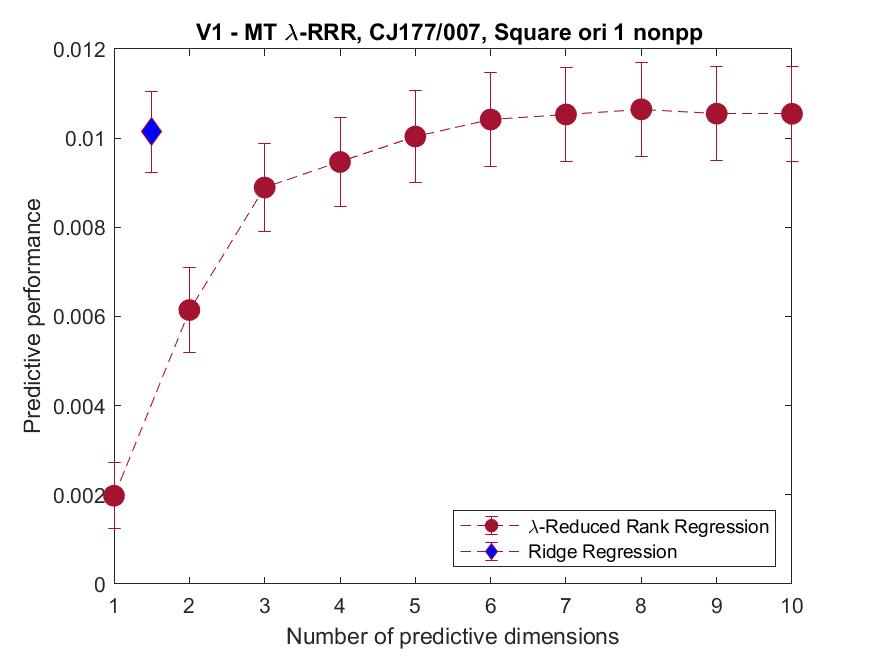 V1 - MT λ-RRR, CJ177/007, Square ori 1 nonpp
0.012
0.01
0.008
0.006
0.004
0.002
0
Predictive performance
1 2 3 4 5 6 7 8 9 10
Number of predictive dimensions
λ-Reduced Rank Regression
Ridge Regression